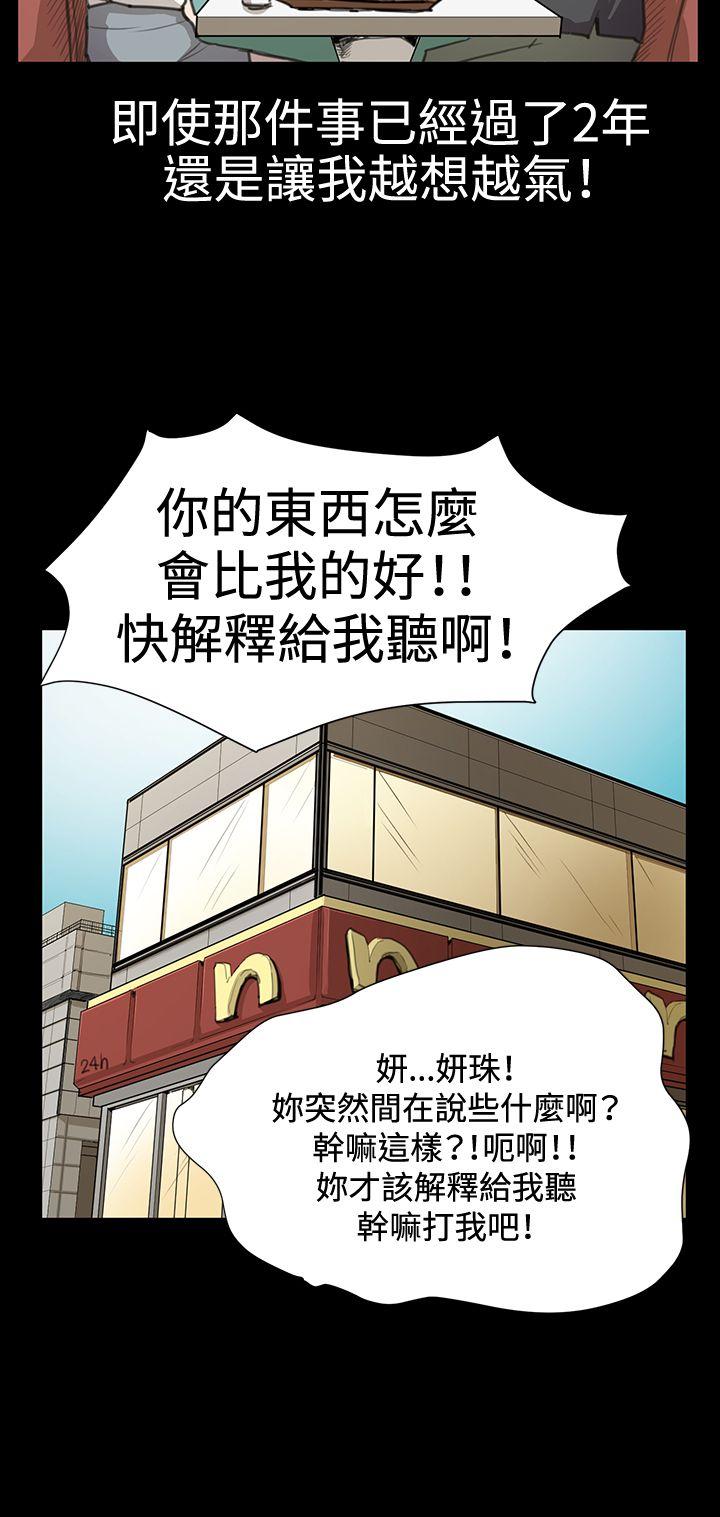 即使那件事已經過了2年
還是讓我越想越氣!
你的東西怎麼
會比我的好!!
快解釋給我聽啊!
n n
24h
妍...妍珠!
妳突然間在說些什麼啊?
幹嘛這樣?!呃啊!!
妳才該解釋給我聽
幹嘛打我吧!